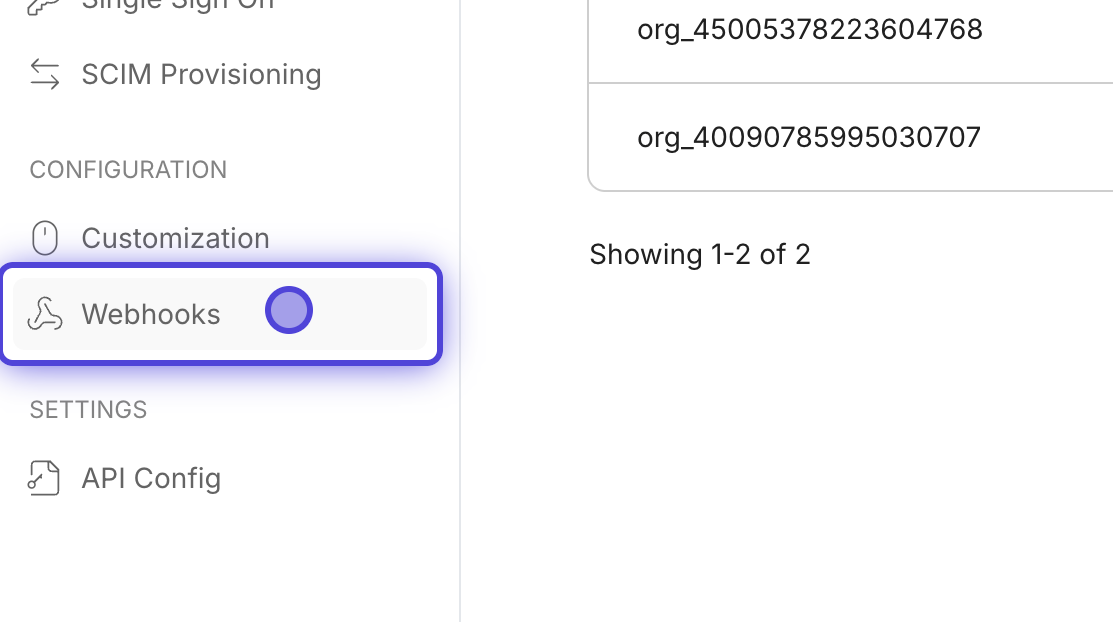 Single Sign On
SCIM Provisioning
CONFIGURATION
Customization
Webhooks
SETTINGS
API Config
org_45005378223604768
org_40090785995030707
Showing 1-2 of 2